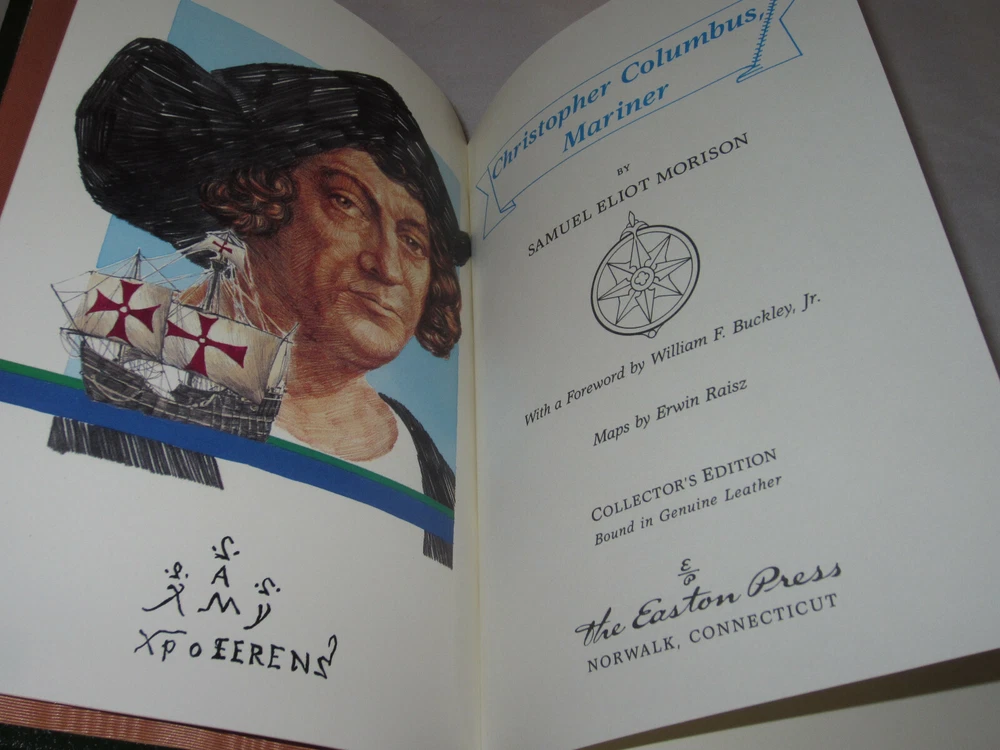 .S.
.S. A .S.
X M Y
Xpo FERENS
Christopher Columbus,
Mariner
BY
SAMUEL ELIOT MORISON
With a Foreword by William F. Buckley, Jr.
Maps by Erwin Raisz
COLLECTOR'S EDITION
Bound in Genuine Leather
EP
the Easton Press
NORWALK, CONNECTICUT